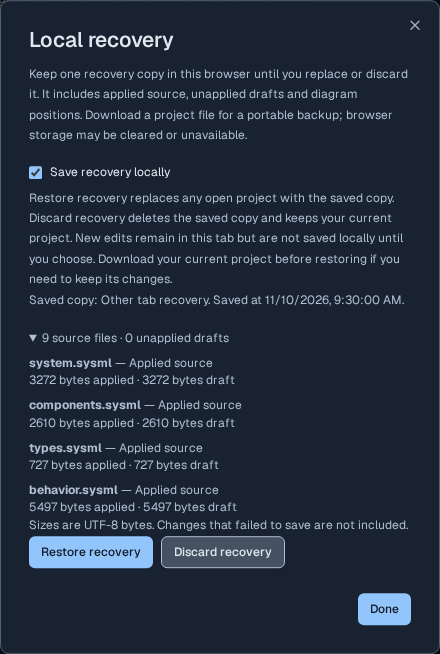 Local recovery
Keep one recovery copy in this browser until you replace or discard
it. It includes applied source, unapplied drafts and diagram
positions. Download a project file for a portable backup; browser
storage may be cleared or unavailable.
Save recovery locally
Restore recovery replaces any open project with the saved copy.
Discard recovery deletes the saved copy and keeps your current
project. New edits remain in this tab but are not saved locally until
you choose. Download your current project before restoring if you
need to keep its changes.
Saved copy: Other tab recovery. Saved at 11/10/2026, 9:30:00 AM.
▼ 9 source files · 0 unapplied drafts
system.sysml — Applied source
3272 bytes applied · 3272 bytes draft
components.sysml — Applied source
2610 bytes applied · 2610 bytes draft
types.sysml — Applied source
727 bytes applied · 727 bytes draft
behavior.sysml — Applied source
5497 bytes applied · 5497 bytes draft
Sizes are UTF-8 bytes. Changes that failed to save are not included.
Restore recovery Discard recovery
Done